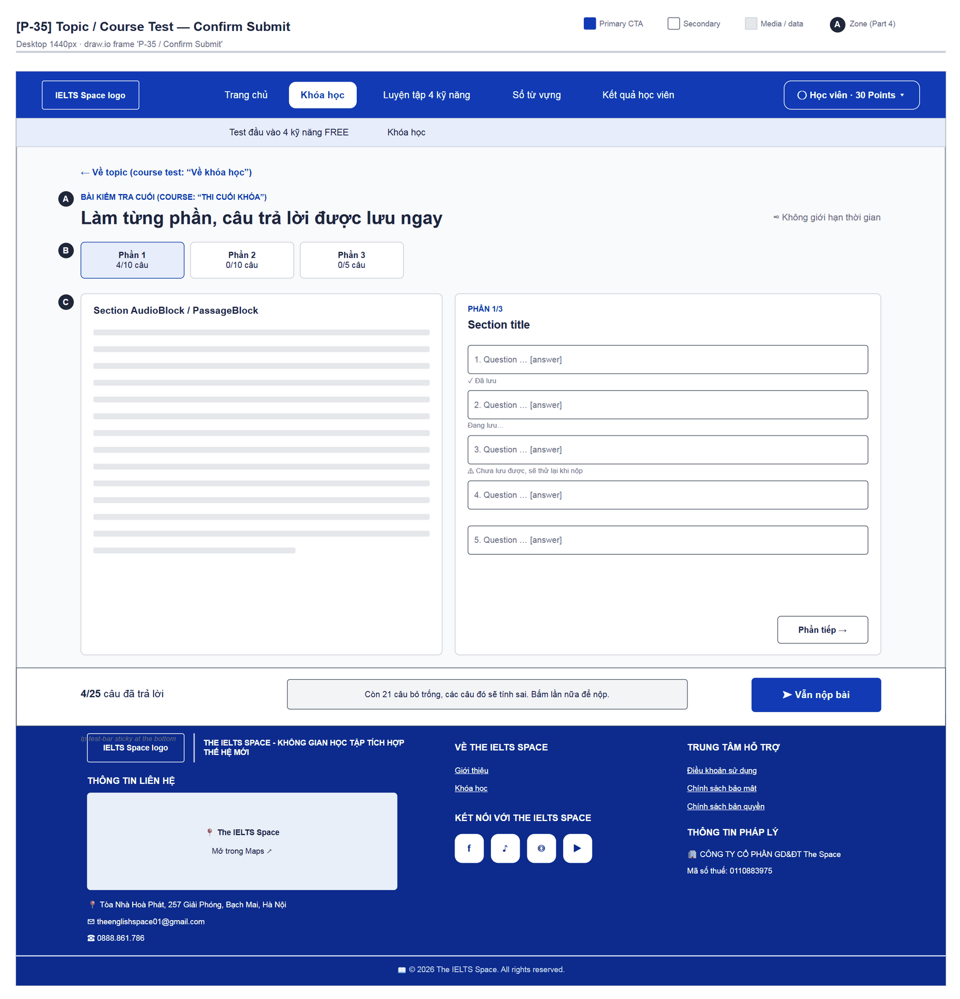 [P-35] Topic / Course Test — Confirm Submit
Desktop 1440px · draw.io frame 'P-35 / Confirm Submit'
Primary CTA
Secondary
Media / data
A
Zone (Part 4)
IELTS Space logo
Trang chủ
Khóa học
Luyện tập 4 kỹ năng
Sổ từ vựng
Kết quả học viên
Học viên · 30 Points ▾
Test đầu vào 4 kỹ năng FREE
Khóa học
← Về topic (course test: “Về khóa học”)
A
BÀI KIỂM TRA CUỐI (COURSE: “THI CUỐI KHÓA”)
Làm từng phần, câu trả lời được lưu ngay
∞ Không giới hạn thời gian
B
Phần 1
4/10 câu
Phần 2
0/10 câu
Phần 3
0/5 câu
C
Section AudioBlock / PassageBlock
PHẦN 1/3
Section title
1. Question … [answer]
✓ Đã lưu
2. Question … [answer]
Đang lưu…
3. Question … [answer]
⚠ Chưa lưu được, sẽ thử lại khi nộp
4. Question … [answer]
5. Question … [answer]
Phần tiếp →
4/25 câu đã trả lời
Còn 21 câu bỏ trống, các câu đó sẽ tính sai. Bấm lần nữa để nộp.
➤ Vẫn nộp bài
lp-test-bar sticky at the bottom
IELTS Space logo
THE IELTS SPACE - KHÔNG GIAN HỌC TẬP TÍCH HỢP
THẾ HỆ MỚI
THÔNG TIN LIÊN HỆ
📍 The IELTS Space
Mở trong Maps ↗
📍 Tòa Nhà Hoà Phát, 257 Giải Phóng, Bạch Mai, Hà Nội
✉ theenglishspace01@gmail.com
☎ 0888.861.786
VỀ THE IELTS SPACE
Giới thiệu
Khóa học
KẾT NỐI VỚI THE IELTS SPACE
f
♪
◎
▶
TRUNG TÂM HỖ TRỢ
Điều khoản sử dụng
Chính sách bảo mật
Chính sách bản quyền
THÔNG TIN PHÁP LÝ
🏢 CÔNG TY CỔ PHẦN GD&ĐT The Space
Mã số thuế: 0110883975
📖 © 2026 The IELTS Space. All rights reserved.